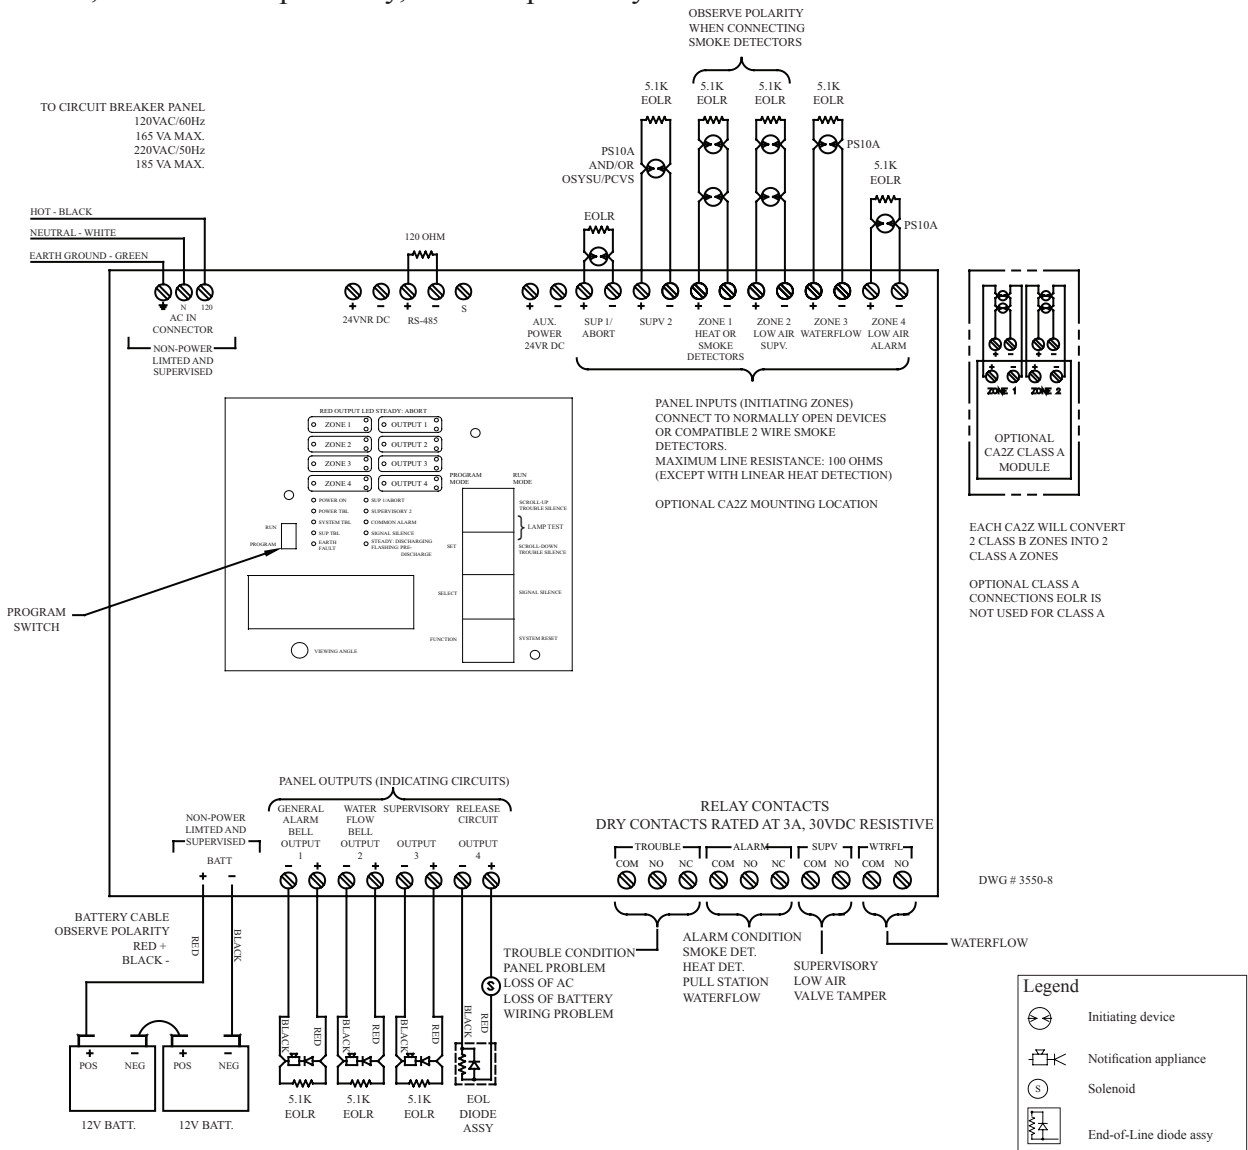 OBSERVE POLARITY
WHEN CONNECTING
SMOKE DETECTORS
5.1K
EOLR
5.1K
EOLR
5.1K
EOLR
5.1K
EOLR
TO CIRCUIT BREAKER PANEL
120VAC/60Hz
165 VA MAX.
220VAC/50Hz
185 VA MAX.
PS10A
AND/OR
OSYSU/PCVS
PS10A
5.1K
EOLR
PS10A
EOLR
HOT - BLACK
NEUTRAL - WHITE
EARTH GROUND - GREEN
120 OHM
N
120
AC IN
CONNECTOR
NON-POWER
LIMTED AND
SUPERVISED
+ -
24VNR DC
+ -
RS-485
S
+ -
AUX.
POWER
24VR DC
+ -
SUP 1/
ABORT
+ -
SUPV 2
+ -
ZONE 1
HEAT OR
SMOKE
DETECTORS
+ -
ZONE 2
LOW AIR
SUPV.
+ -
ZONE 3
WATERFLOW
+ -
ZONE 4
LOW AIR
ALARM
PANEL INPUTS (INITIATING ZONES)
CONNECT TO NORMALLY OPEN DEVICES
OR COMPATIBLE 2 WIRE SMOKE
DETECTORS.
MAXIMUM LINE RESISTANCE: 100 OHMS
(EXCEPT WITH LINEAR HEAT DETECTION)
OPTIONAL CA2Z MOUNTING LOCATION
+ - + -
+ - + -
ZONE 1 ZONE 2
OPTIONAL
CA2Z CLASS A
MODULE
EACH CA2Z WILL CONVERT
2 CLASS B ZONES INTO 2
CLASS A ZONES
OPTIONAL CLASS A
CONNECTIONS EOLR IS
NOT USED FOR CLASS A
RED OUTPUT LED STEADY: ABORT
ZONE 1 OUTPUT 1
ZONE 2 OUTPUT 2
ZONE 3 OUTPUT 3
ZONE 4 OUTPUT 4
POWER ON SUP 1/ABORT
POWER TBL SUPERVISORY 2
SYSTEM TBL COMMON ALARM
SUP TBL SIGNAL SILENCE
EARTH
FAULT
STEADY: DISCHARGING
FLASHING: PRE-
DISCHARGE
RUN
PROGRAM
PROGRAM
MODE
RUN
MODE
SCROLL-UP
TROUBLE SILENCE
LAMP TEST
SET
SCROLL-DOWN
TROUBLE SILENCE
SELECT
SIGNAL SILENCE
FUNCTION
SYSTEM RESET
VIEWING ANGLE
PROGRAM
SWITCH
PANEL OUTPUTS (INDICATING CIRCUITS)
NON-POWER
LIMTED AND
SUPERVISED
BATT
+ -
GENERAL
ALARM
BELL
OUTPUT
1
- +
WATER
FLOW
BELL
OUTPUT
2
- +
SUPERVISORY
OUTPUT
3
- +
RELEASE
CIRCUIT
OUTPUT
4
- +
RELAY CONTACTS
DRY CONTACTS RATED AT 3A, 30VDC RESISTIVE
TROUBLE ALARM SUPV WTRFL
COM NO NC COM NO NC COM NO COM NO
DWG # 3550-8
BATTERY CABLE
OBSERVE POLARITY
RED +
BLACK -
RED
BLACK
TROUBLE CONDITION
PANEL PROBLEM
LOSS OF AC
LOSS OF BATTERY
WIRING PROBLEM
ALARM CONDITION
SMOKE DET.
HEAT DET.
PULL STATION
WATERFLOW
SUPERVISORY
LOW AIR
VALVE TAMPER
WATERFLOW
S
BLACK RED
BLACK RED
BLACK RED
BLACK RED
+ - + -
POS NEG POS NEG
12V BATT. 12V BATT.
5.1K
EOLR
5.1K
EOLR
5.1K
EOLR
EOL
DIODE
ASSY
Legend
Initiating device
Notification appliance
S Solenoid
End-of-Line diode assy